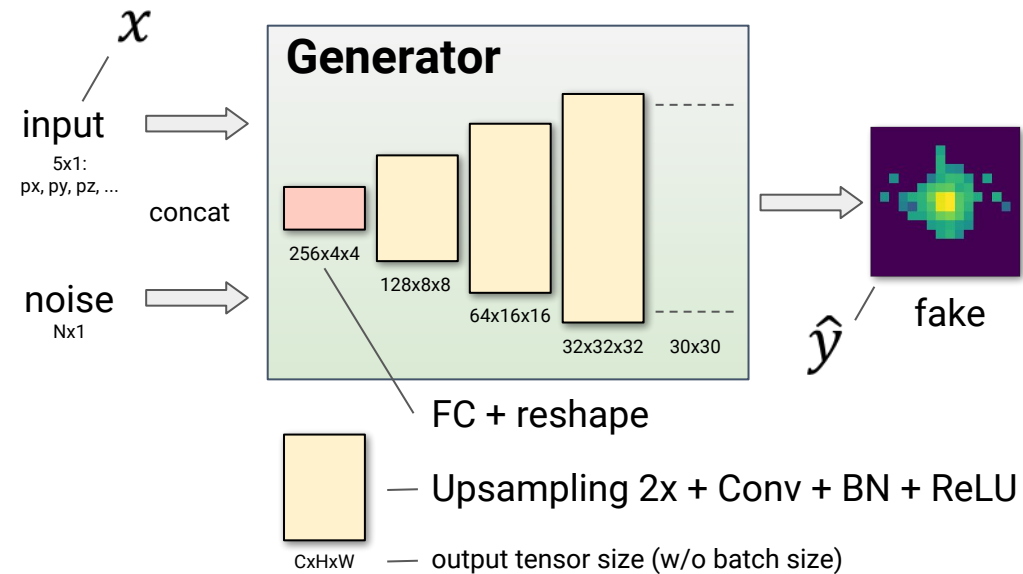 x
Generator
input
5x1:
px, py, pz, ...
concat
256x4x4
128x8x8
noise
Nx1
64x16x16
fake
32x32x32 30x30
ŷ
FC + reshape
Upsampling 2x + Conv + BN + ReLU
CxHxW
output tensor size (w/o batch size)